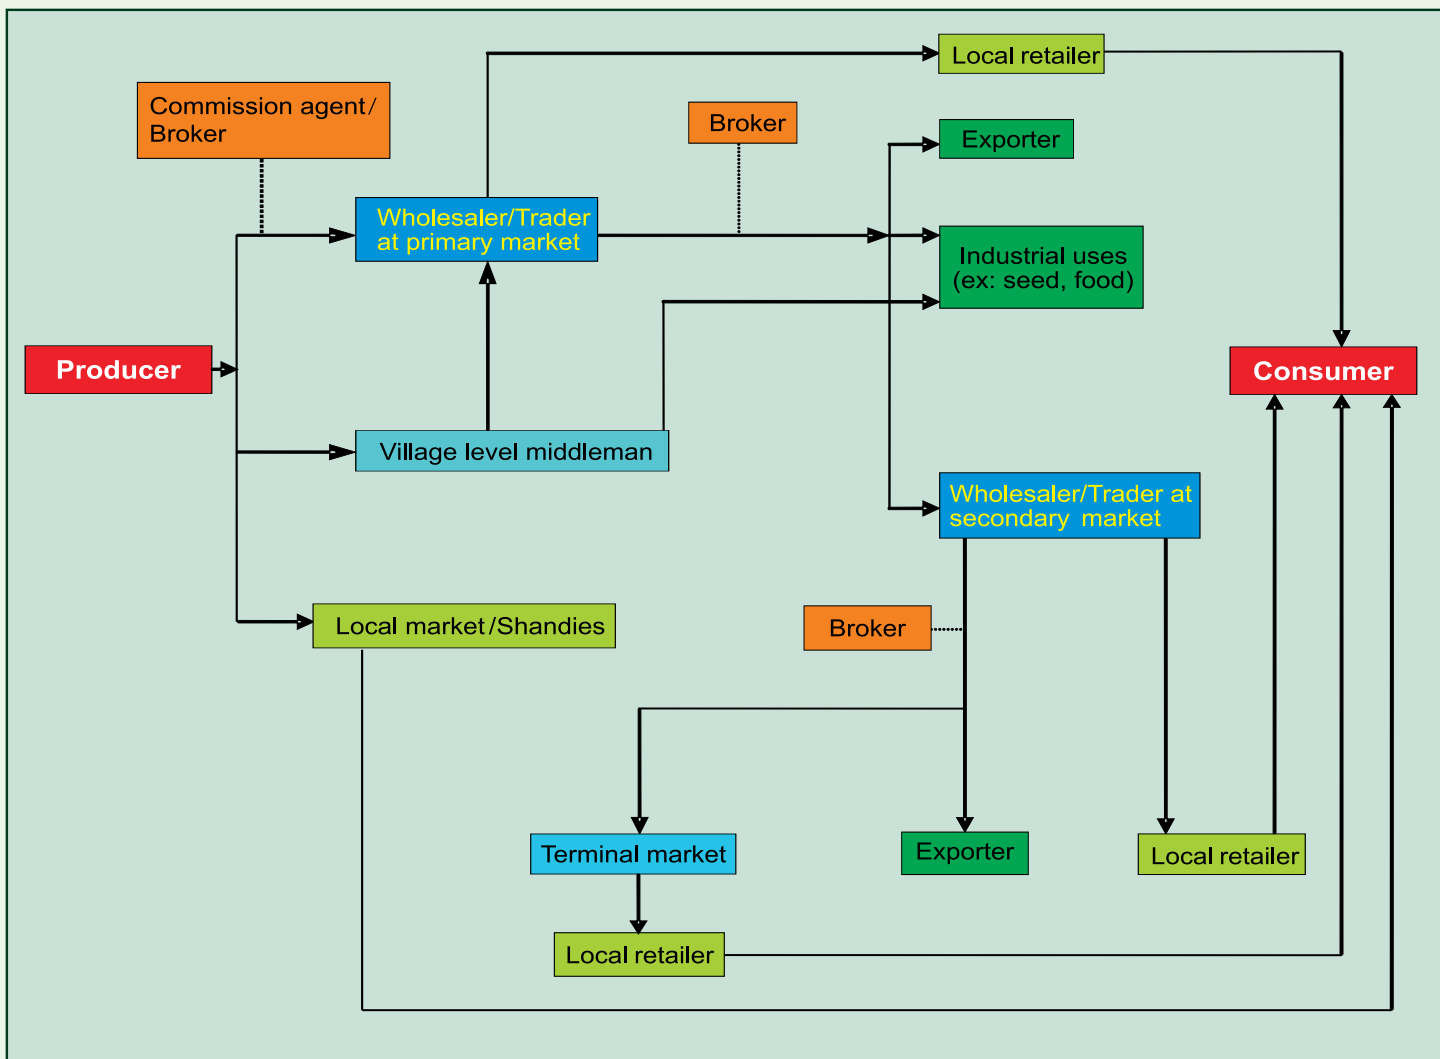 Local retailer
Commission agent/
Broker
Broker
Exporter
Wholesaler/Trader
at primary market
Industrial uses
(ex: seed, food)
Producer
Consumer
Village level middleman
Wholesaler/Trader at
secondary market
Local market/Shandies
Broker
Terminal market
Exporter
Local retailer
Local retailer